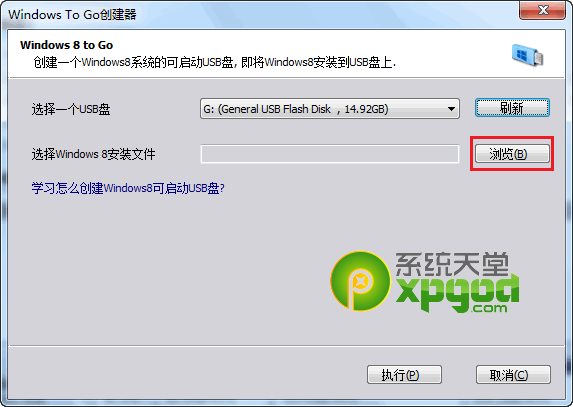 Windows To Go创建器
Windows 8 to Go
创建一个Windows8系统的可启动USB盘, 即将Windows8安装到USB盘上.
选择一个USB盘
G: (General USB Flash Disk , 14.92GB)
刷新
选择Windows 8安装文件
浏览(B)
学习怎么创建Windows8可启动USB盘?
系统天堂
xpgod
.com
执行(P)
取消(C)